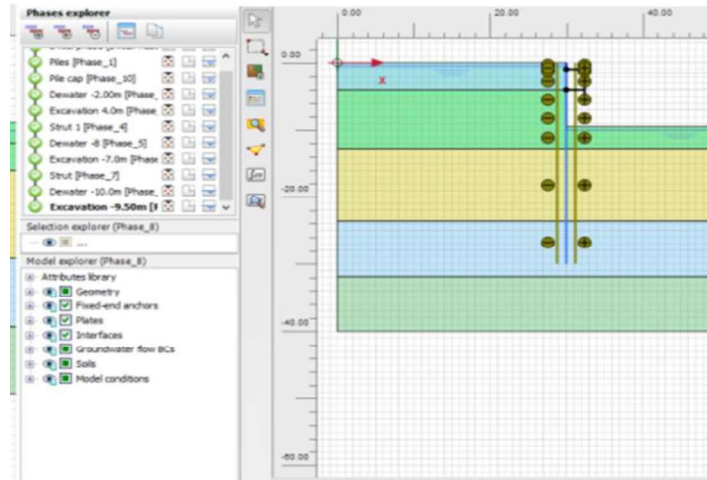 Phases explorer
Piles [Phase_1]
Pile cap [Phase_10]
Dewater -2.00m [Phase_
Excavation 4.0m [Phase
Strut 1 [Phase_4]
Dewater -8 [Phase_5]
Excavation -7.0m [Phase
Strut [Phase_7]
Dewater -10.0m [Phase_
Excavation -9.50m [P
Selection explorer (Phase_8)
...
Model explorer (Phase_8)
Attributes library
Geometry
Fixed-end anchors
Plates
Interfaces
Groundwater flow BCs
Soils
Model conditions
0.00 20.00 40.00
0.00
x
-20.00
-40.00
-60.00